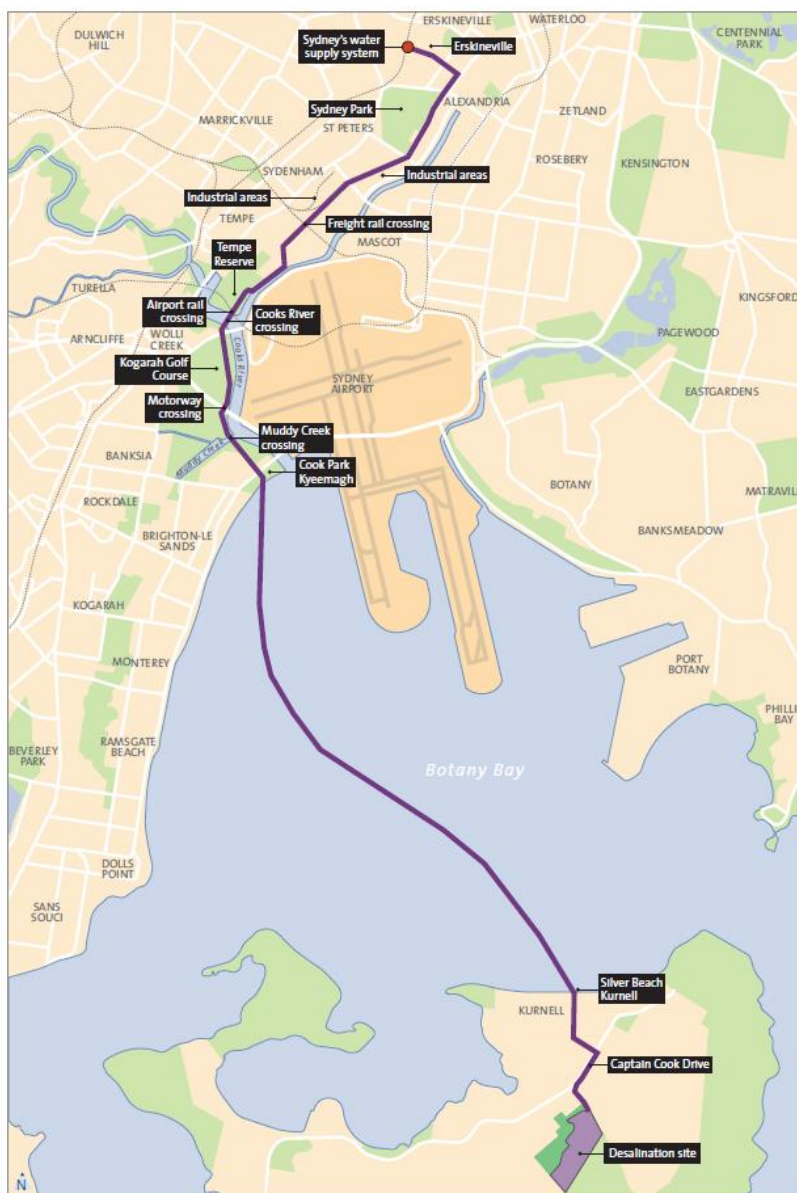 ERSKINEVILLE
WATERLOO
DULWICH
HILL
Sydney's water
supply system
Erskineville
CENTENNIAL
PARK
Sydney Park
ALEXANDRIA
ZETLAND
MARRICKVILLE
ST PETERS
ROSEBERY
KENSINGTON
SYDENHAM
Industrial areas
Industrial areas
TEMPE
Freight rail crossing
MASCOT
Tempe
Reserve
TURELLA
KINGSFORD
Airport rail
crossing
Cooks River
crossing
ARNCLIFFE
WOLLI
CREEK
PAGEWOOD
Cooks River
Kogarah Golf
Course
SYDNEY
AIRPORT
EASTGARDENS
Motorway
crossing
Muddy Creek
crossing
BANKSIA
Muddy Creek
Cook Park
Kyeemagh
BOTANY
ROCKDALE
MATRAVIL
BRIGHTON-LE
SANDS
BANKSMEADOW
KOGARAH
MONTEREY
PORT
BOTANY
PHILLI
BAY
RAMSGATE
BEACH
BEVERLEY
PARK
Botany Bay
DOLLS
POINT
SANS
SOUCI
Silver Beach
Kurnell
KURNELL
Captain Cook Drive
Desalination site
N